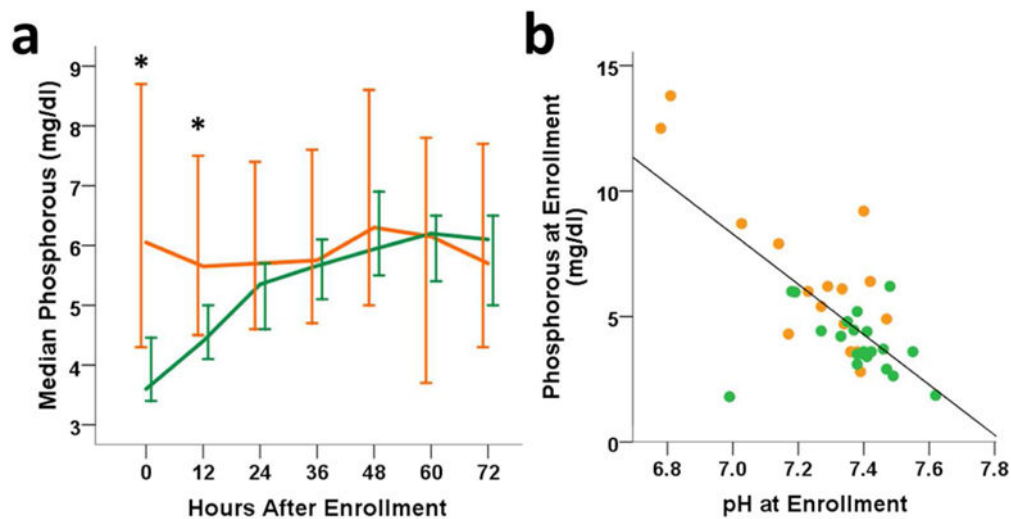 a
*
*
Median Phosphorous (mg/dl)
9
8
7
6
5
4
3
0 12 24 36 48 60 72
Hours After Enrollment
b
Phosphorous at Enrollment
(mg/dl)
15
10
5
0
6.8 7.0 7.2 7.4 7.6 7.8
pH at Enrollment